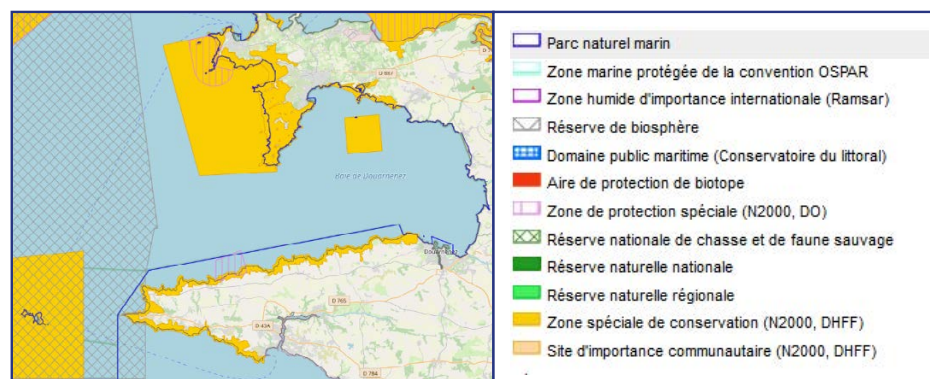 D 887
Baie de Douarnenez
D 765
D 43A
D 784
Parc naturel marin
Zone marine protégée de la convention OSPAR
Zone humide d'importance internationale (Ramsar)
Réserve de biosphère
Domaine public maritime (Conservatoire du littoral)
Aire de protection de biotope
Zone de protection spéciale (N2000, DO)
Réserve nationale de chasse et de faune sauvage
Réserve naturelle nationale
Réserve naturelle régionale
Zone spéciale de conservation (N2000, DHFF)
Site d'importance communautaire (N2000, DHFF)